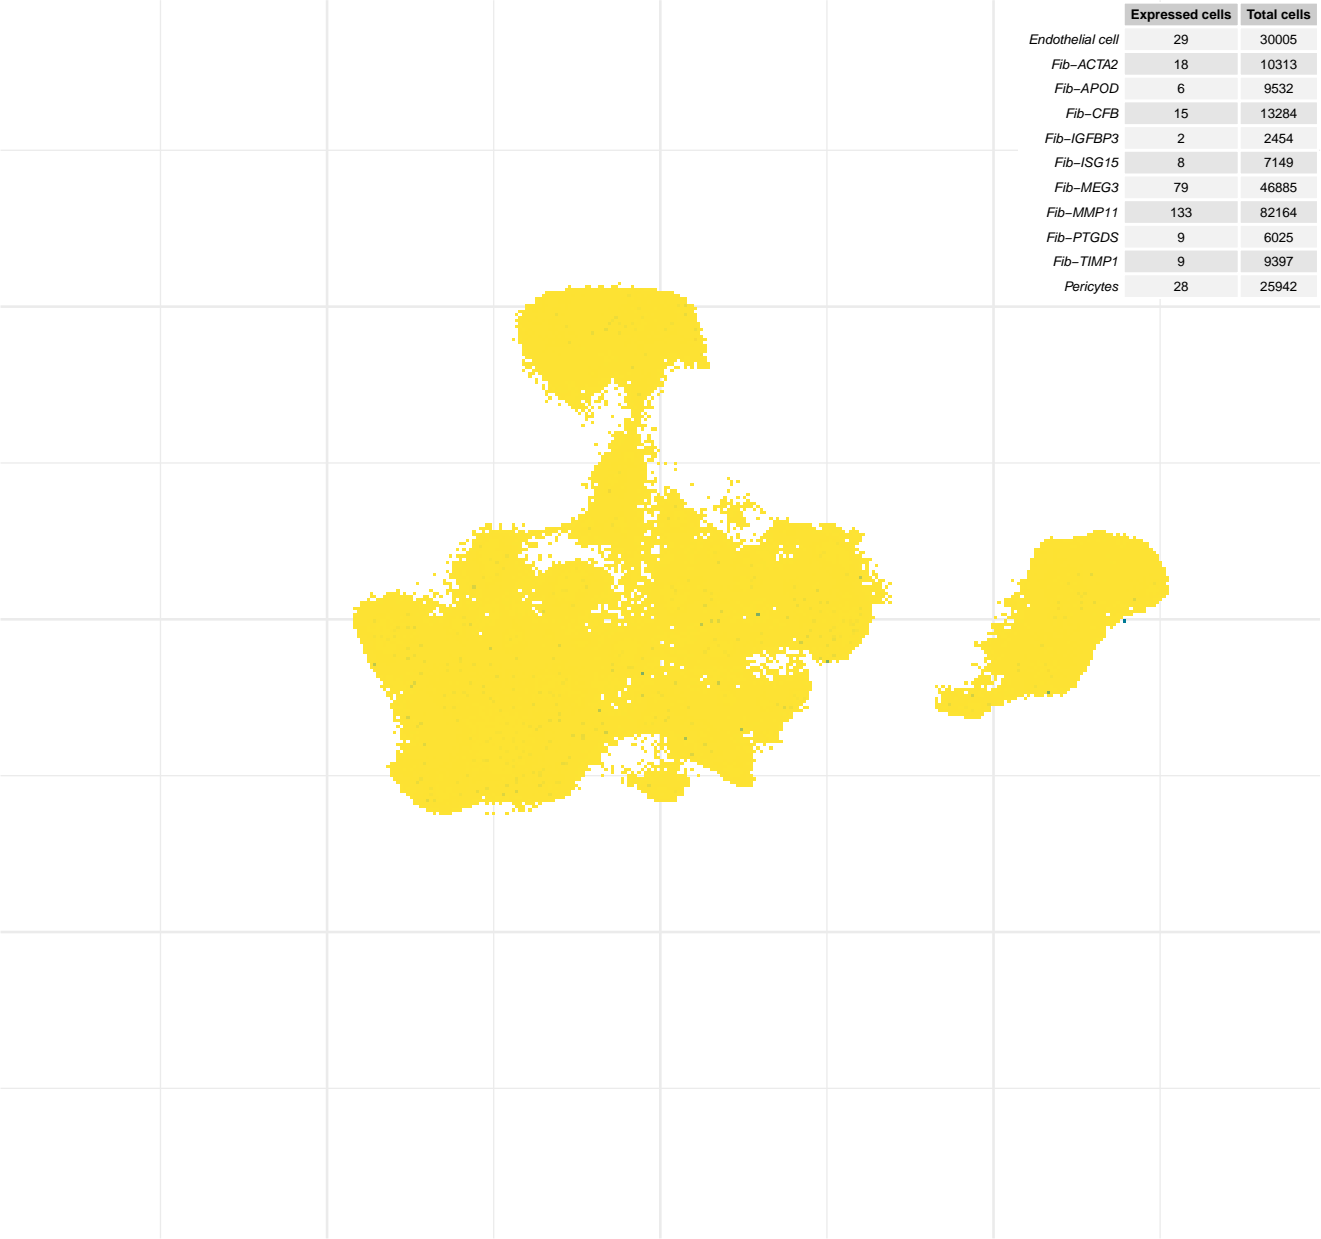 Expressed cells Total cells
Endothelial cell 29 30005
Fib−ACTA2 18 10313
Fib−APOD 6 9532
Fib−CFB 15 13284
Fib−IGFBP3 2 2454
Fib−ISG15 8 7149
Fib−MEG3 79 46885
Fib−MMP11 133 82164
Fib−PTGDS 9 6025
Fib−TIMP1 9 9397
Pericytes 28 25942